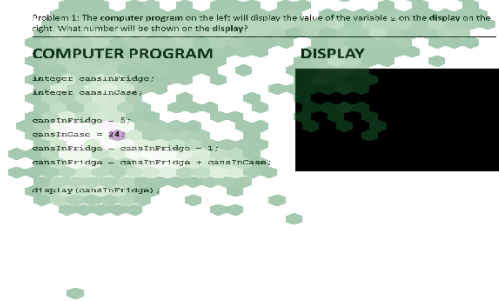 Problem 1: The computer program on the left will display the value of the variable z on the display on the
right. What number will be shown on the display?
COMPUTER PROGRAM
DISPLAY
integer cansInFridge;
integer cansInCase;
cansInFridge = 5;
cansInCase = 24;
cansInFridge = cansInFridge - 1;
cansInFridge = cansInFridge + cansInCase;
display(cansInFridge);